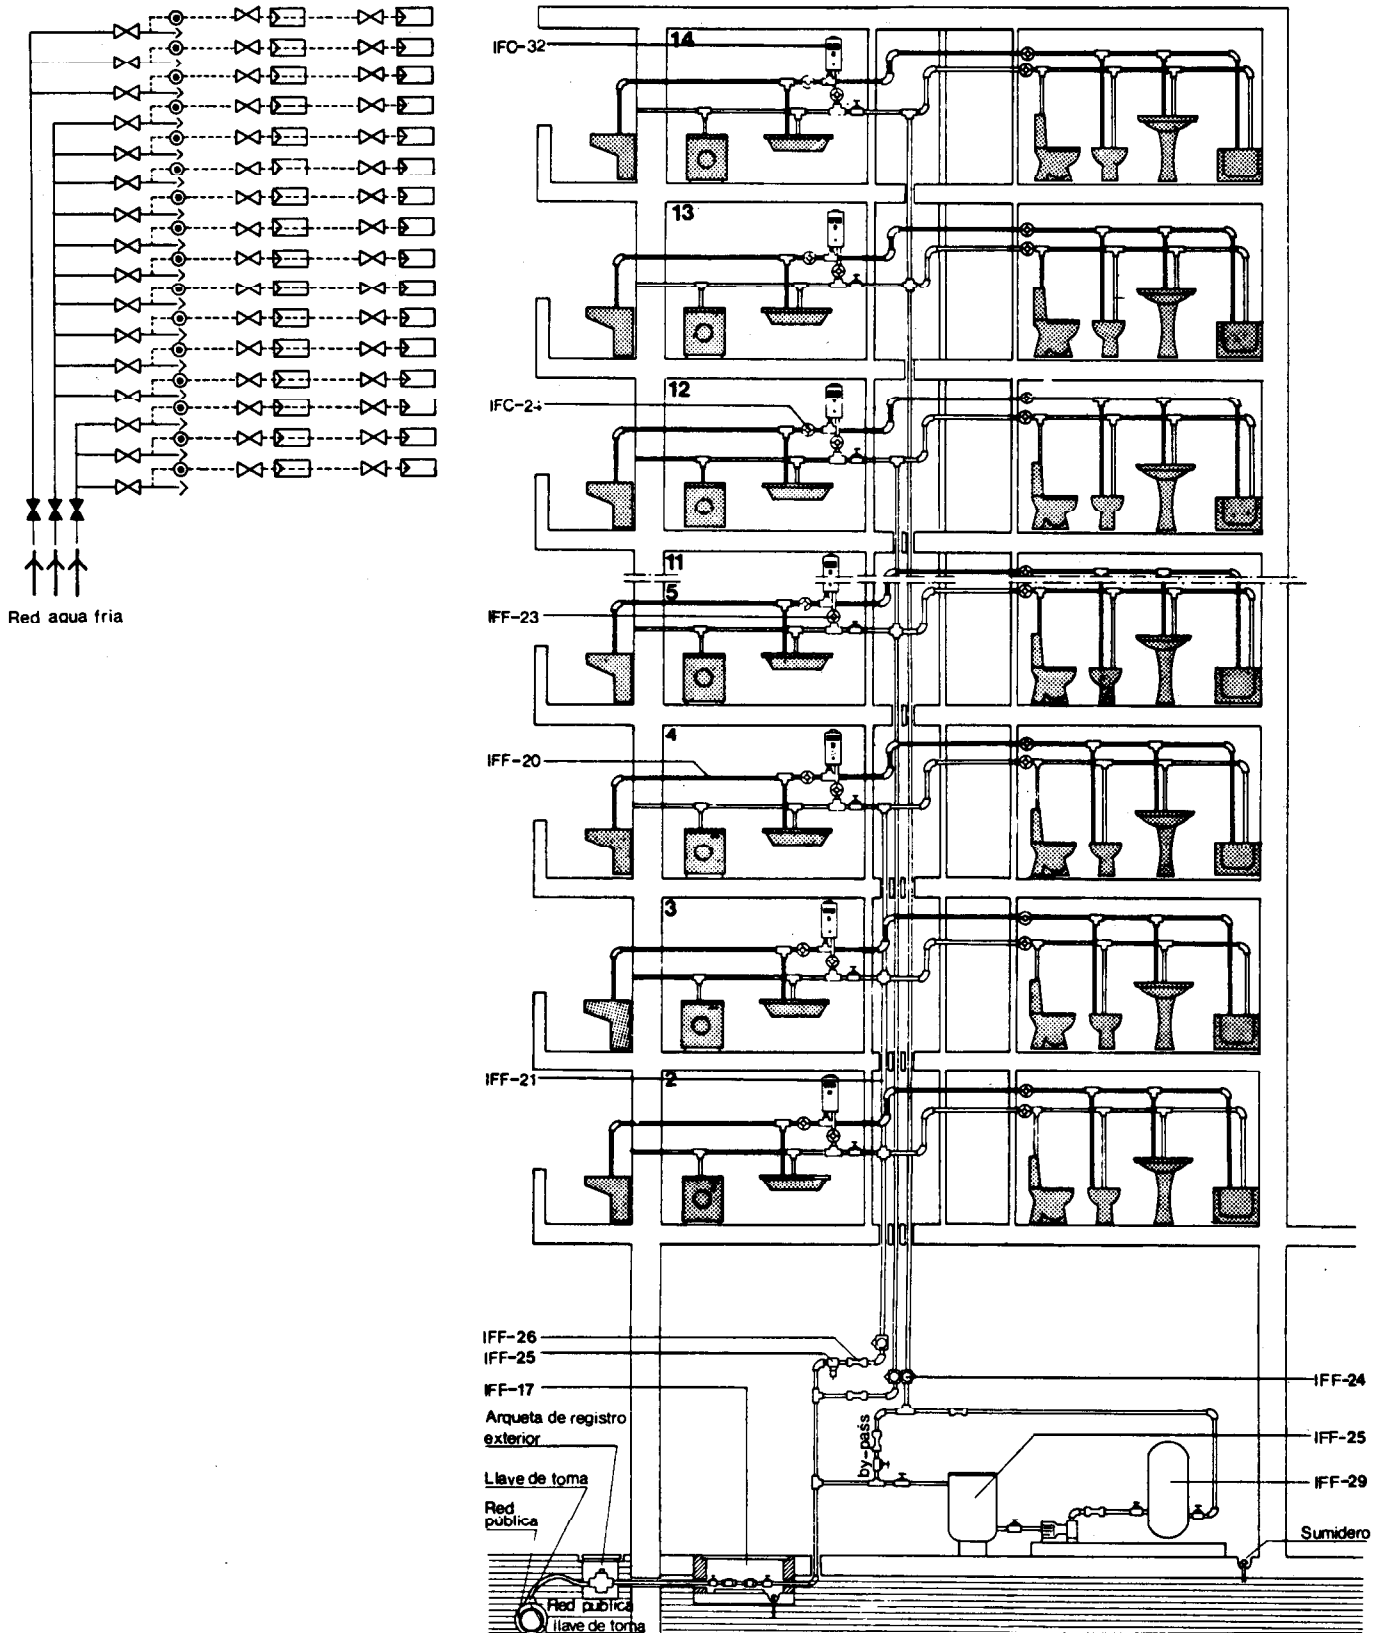 IFC-32
14
13
IFC-24
12
11
5
IFF-23
Red agua fria
IFF-20
4
3
IFF-21
2
IFF-26
IFF-25
IFF-17
IFF-24
Arqueta de registro
exterior
by-pass
IFF-25
Llave de toma
IFF-29
Red
pública
Sumidero
Red publica
llave de toma